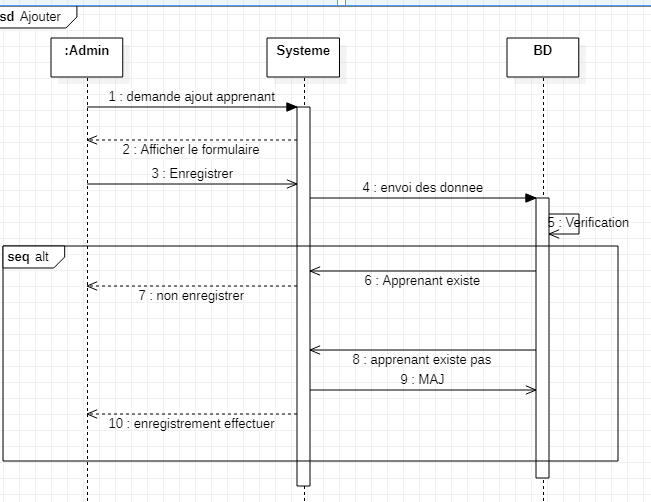 sd Ajouter
:Admin
Systeme
BD
1 : demande ajout apprenant
2 : Afficher le formulaire
3 : Enregistrer
4 : envoi des donnee
5 : Verification
seq alt
6 : Apprenant existe
7 : non enregistrer
8 : apprenant existe pas
9 : MAJ
10 : enregistrement effectuer